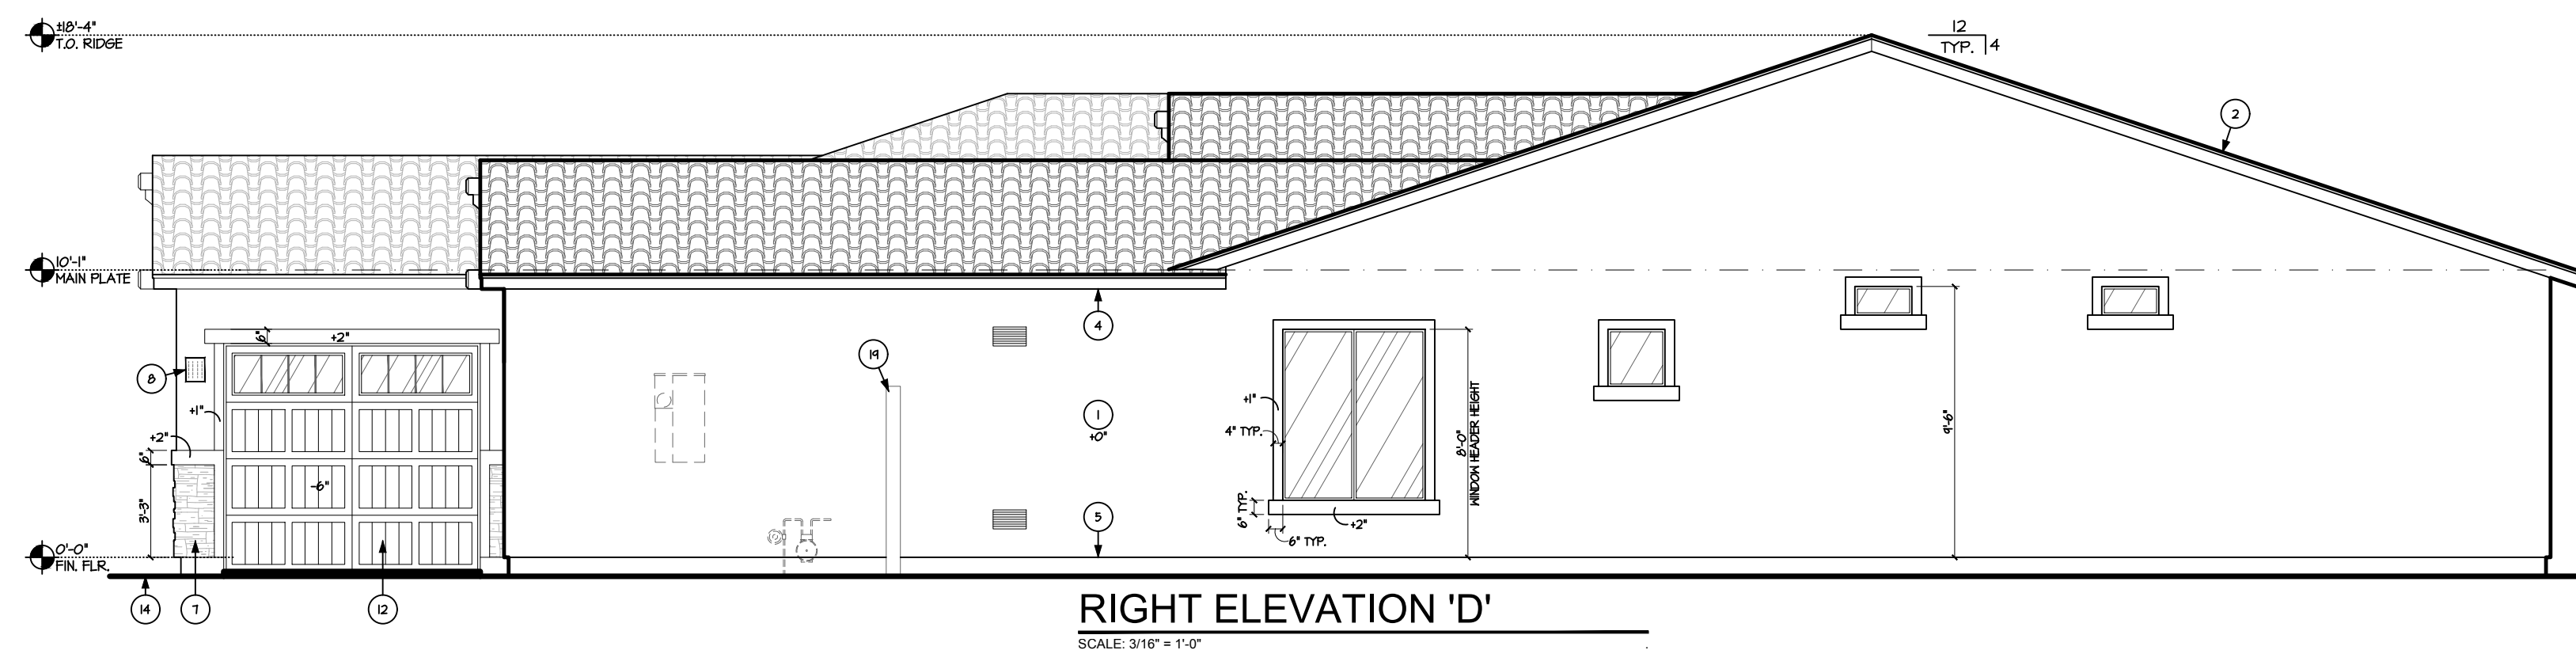 ±18'-4"
T.O. RIDGE
12
TYP. 4
2
10'-1"
MAIN PLATE
6"
+2"
4
19
8
+1"
+2"
6"
3'-3"
-6"
1
+0"
5
+1"
4" TYP.
6" TYP.
6" TYP.
+2"
8'-0"
WINDOW HEADER HEIGHT
9'-6"
0'-0"
FIN. FLR.
14
7
12
RIGHT ELEVATION 'D'
SCALE: 3/16" = 1'-0"